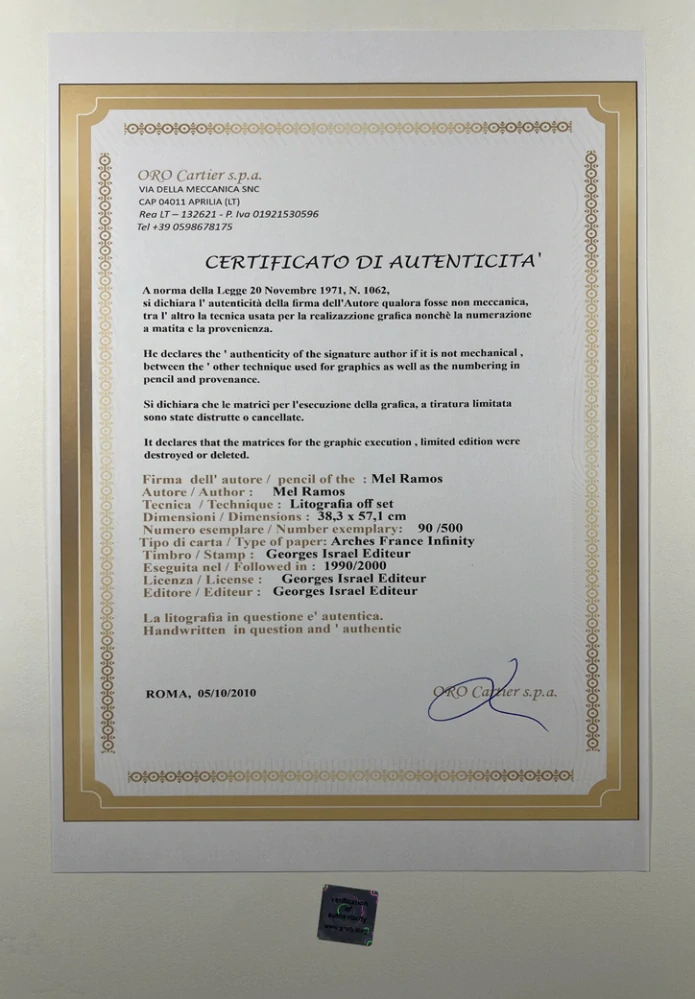 ORO Cartier s.p.a.
VIA DELLA MECCANICA SNC
CAP 04011 APRILIA (LT)
Rea LT – 132621 - P. Iva 01921530596
Tel +39 0598678175
CERTIFICATO DI AUTENTICITA'
A norma della Legge 20 Novembre 1971, N. 1062,
si dichiara l' autenticità della firma dell'Autore qualora fosse non meccanica,
tra l' altro la tecnica usata per la realizazzione grafica nonchè la numerazione
a matita e la provenienza.
He declares the ' authenticity of the signature author if it is not mechanical ,
between the ' other technique used for graphics as well as the numbering in
pencil and provenance.
Si dichiara che le matrici per l'esecuzione della grafica, a tiratura limitata
sono state distrutte o cancellate.
It declares that the matrices for the graphic execution , limited edition were
destroyed or deleted.
Firma dell' autore / pencil of the : Mel Ramos
Autore / Author : Mel Ramos
Tecnica / Technique : Litografia off set
Dimensioni / Dimensions : 38,3 x 57,1 cm
Numero esemplare / Number exemplary: 90 /500
Tipo di carta / Type of paper: Arches France Infinity
Timbro / Stamp : Georges Israel Editeur
Eseguita nel / Followed in : 1990/2000
Licenza / License : Georges Israel Editeur
Editore / Editeur : Georges Israel Editeur
La litografia in questione e' autentica.
Handwritten in question and ' authentic
ROMA, 05/10/2010
ORO Cartier s.p.a.